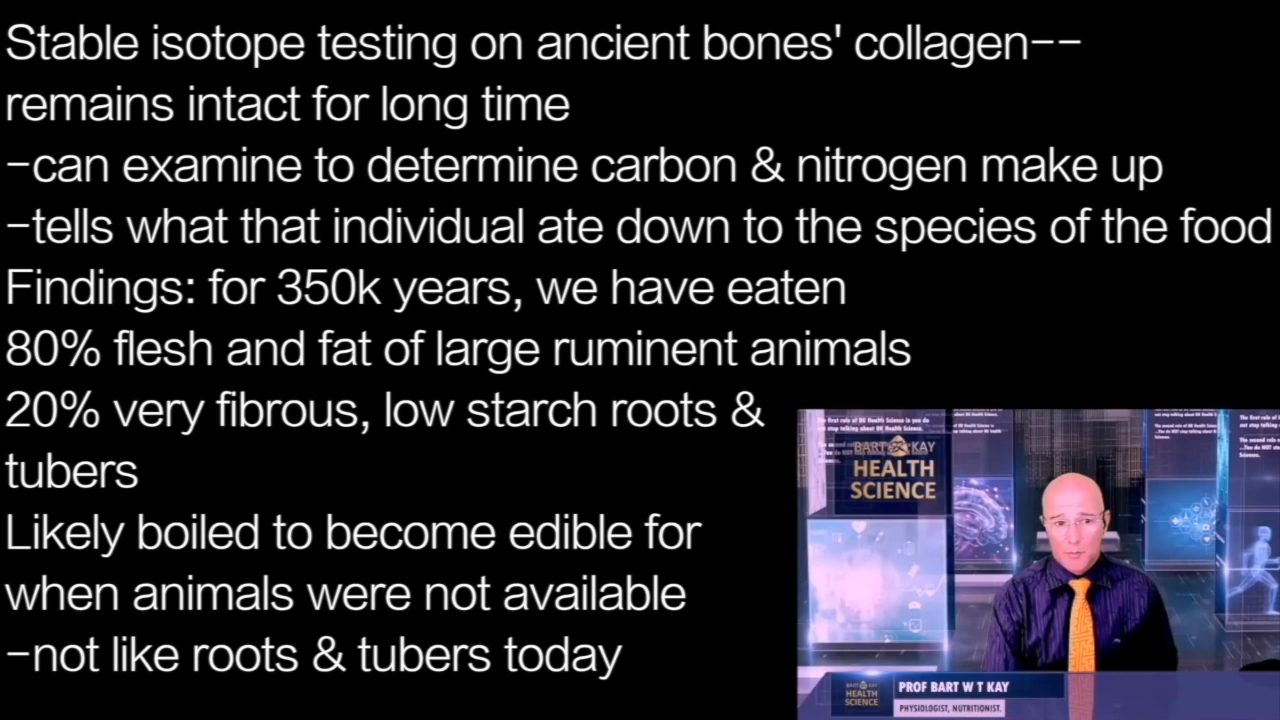 Stable isotope testing on ancient bones' collagen--
remains intact for long time
-can examine to determine carbon & nitrogen make up
-tells what that individual ate down to the species of the food
Findings: for 350k years, we have eaten
80% flesh and fat of large ruminent animals
20% very fibrous, low starch roots &
tubers
Likely boiled to become edible for
when animals were not available
-not like roots & tubers today
BART KAY
HEALTH
SCIENCE
BART KAY
HEALTH
SCIENCE
PROF BART W T KAY
PHYSIOLOGIST, NUTRITIONIST.